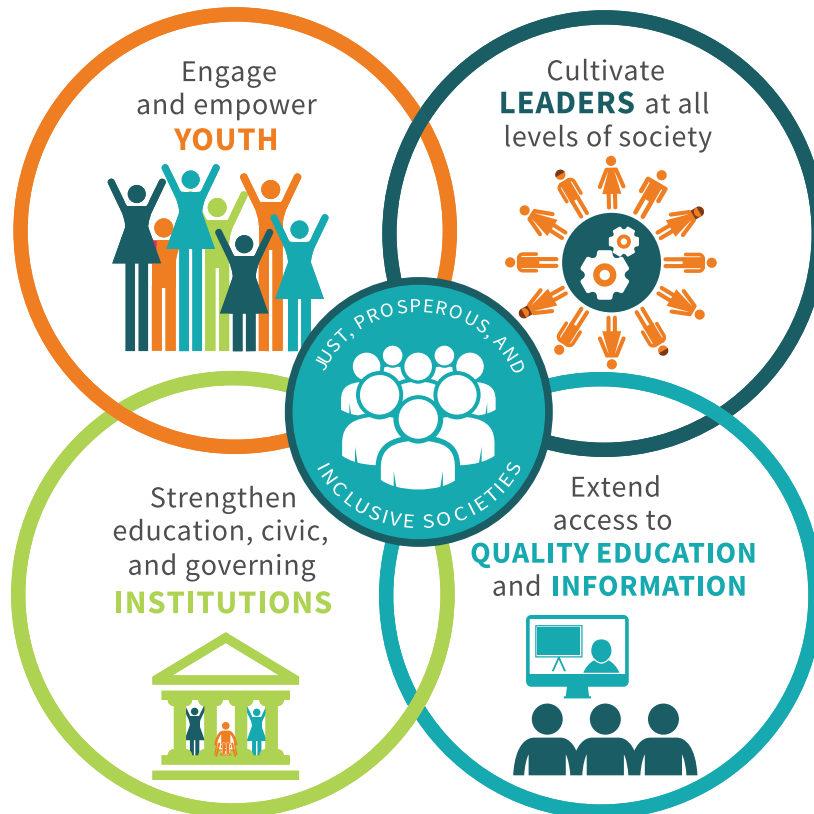 Engage
and empower
YOUTH
Cultivate
LEADERS at all
levels of society
JUST, PROSPEROUS, AND
INCLUSIVE SOCIETIES
Strengthen
education, civic,
and governing
INSTITUTIONS
Extend
access to
QUALITY EDUCATION
and INFORMATION